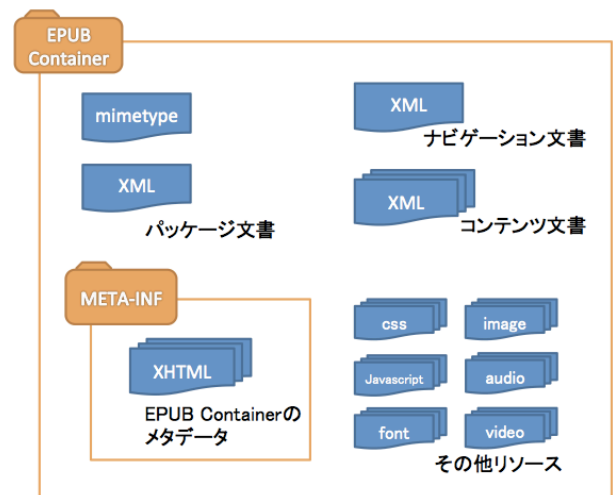 EPUB
Container
mimetype
XML
ナビゲーション文書
XML
パッケージ文書
XML
コンテンツ文書
META-INF
XHTML
EPUB Containerの
メタデータ
css
image
Javascript
audio
font
video
その他リソース